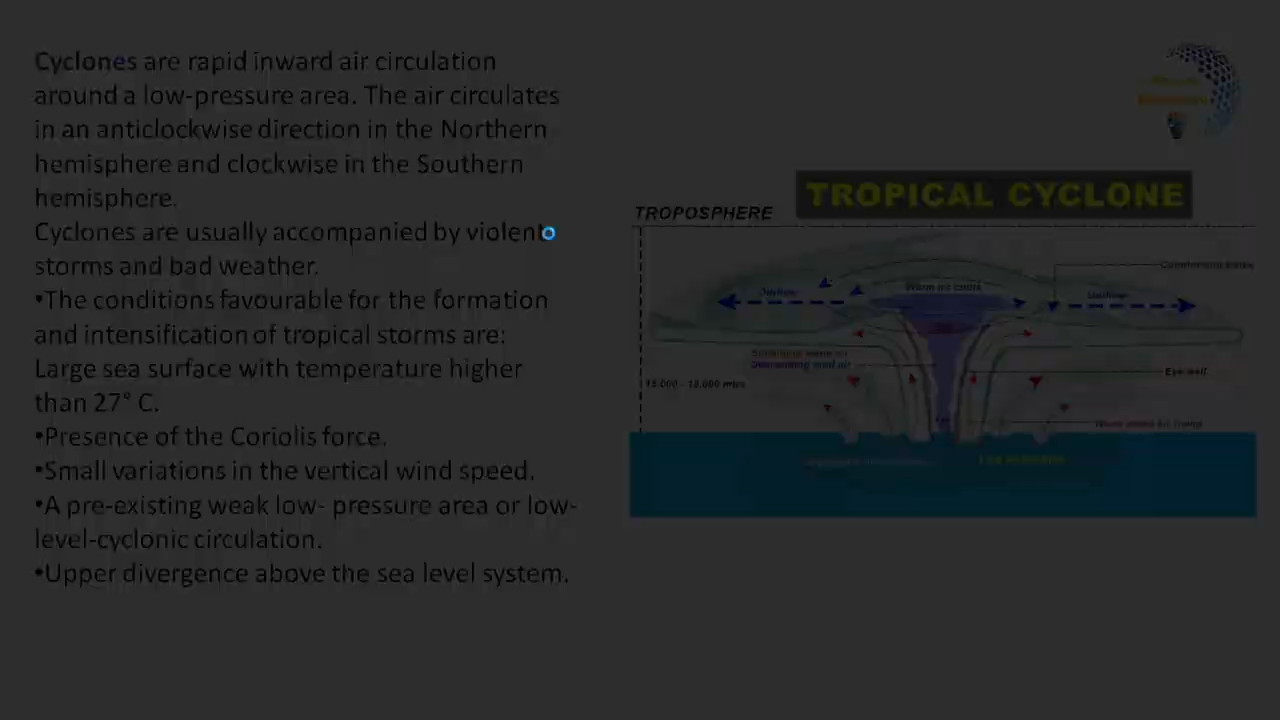 Cyclones are rapid inward air circulation
around a low-pressure area. The air circulates
in an anticlockwise direction in the Northern
hemisphere and clockwise in the Southern
hemisphere.
Cyclones are usually accompanied by violent
storms and bad weather.
•The conditions favourable for the formation
and intensification of tropical storms are:
Large sea surface with temperature higher
than 27° C.
•Presence of the Coriolis force.
•Small variations in the vertical wind speed.
•A pre-existing weak low- pressure area or low-
level-cyclonic circulation.
•Upper divergence above the sea level system.
TROPICAL CYCLONE
TROPOSPHERE
Outflow
Outflow
Eye wall